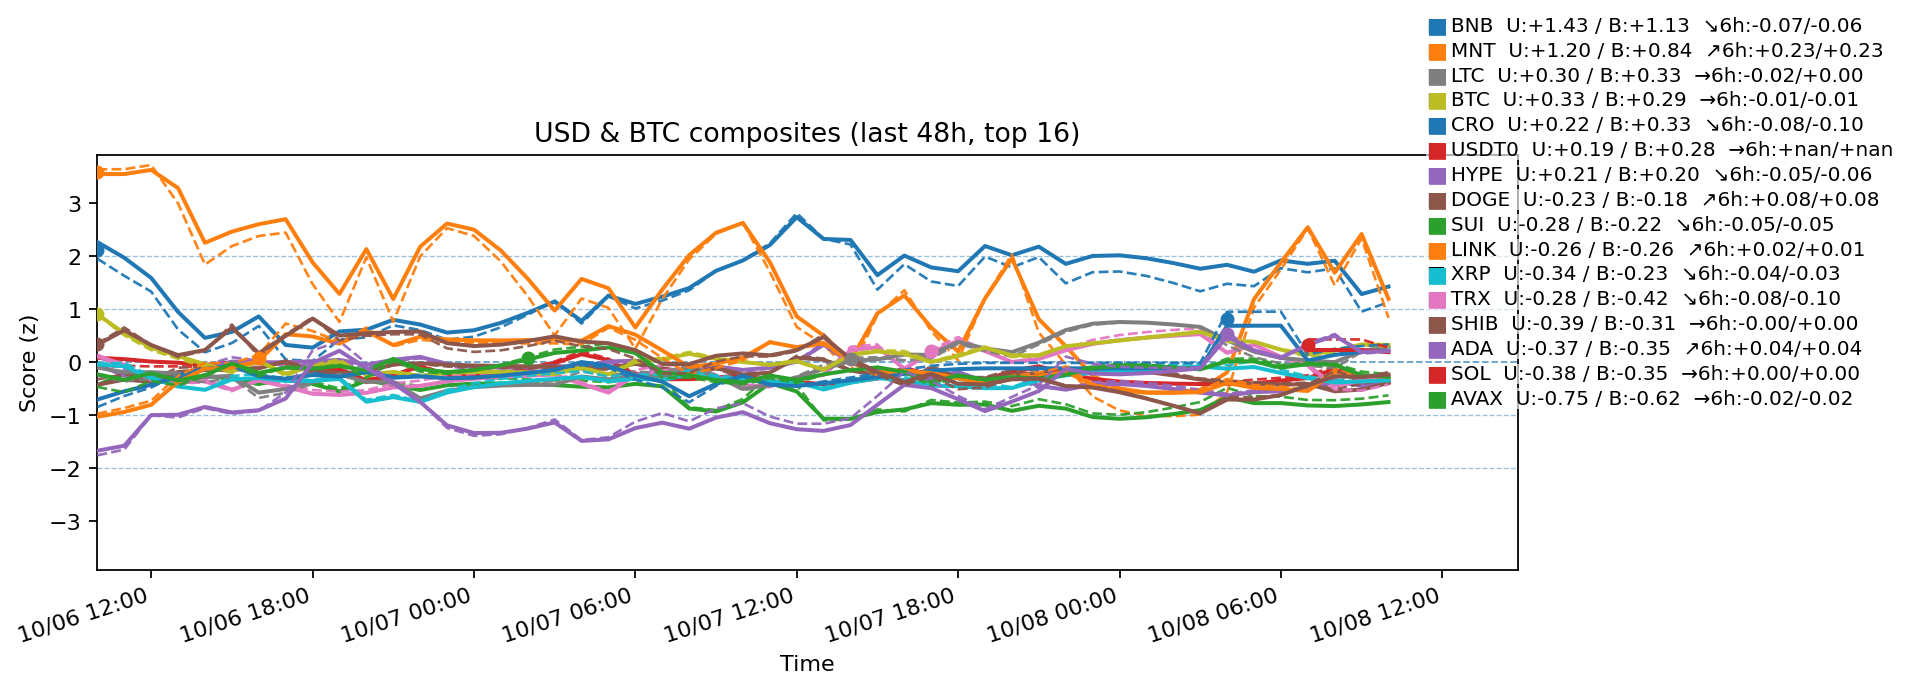 BNB U:+1.43 / B:+1.13 ↘6h:-0.07/-0.06
MNT U:+1.20 / B:+0.84 ↗6h:+0.23/+0.23
LTC U:+0.30 / B:+0.33 →6h:-0.02/+0.00
BTC U:+0.33 / B:+0.29 →6h:-0.01/-0.01
CRO U:+0.22 / B:+0.33 ↘6h:-0.08/-0.10
USDT0 U:+0.19 / B:+0.28 →6h:+nan/+nan
HYPE U:+0.21 / B:+0.20 ↘6h:-0.05/-0.06
DOGE U:-0.23 / B:-0.18 ↗6h:+0.08/+0.08
SUI U:-0.28 / B:-0.22 ↘6h:-0.05/-0.05
LINK U:-0.26 / B:-0.26 ↗6h:+0.02/+0.01
XRP U:-0.34 / B:-0.23 ↘6h:-0.04/-0.03
TRX U:-0.28 / B:-0.42 ↘6h:-0.08/-0.10
SHIB U:-0.39 / B:-0.31 →6h:-0.00/+0.00
ADA U:-0.37 / B:-0.35 ↗6h:+0.04/+0.04
SOL U:-0.38 / B:-0.35 →6h:+0.00/+0.00
AVAX U:-0.75 / B:-0.62 →6h:-0.02/-0.02
USD & BTC composites (last 48h, top 16)
Score (z)
3
2
1
0
−1
−2
−3
10/06 12:00
10/06 18:00
10/07 00:00
10/07 06:00
10/07 12:00
10/07 18:00
10/08 00:00
10/08 06:00
10/08 12:00
Time